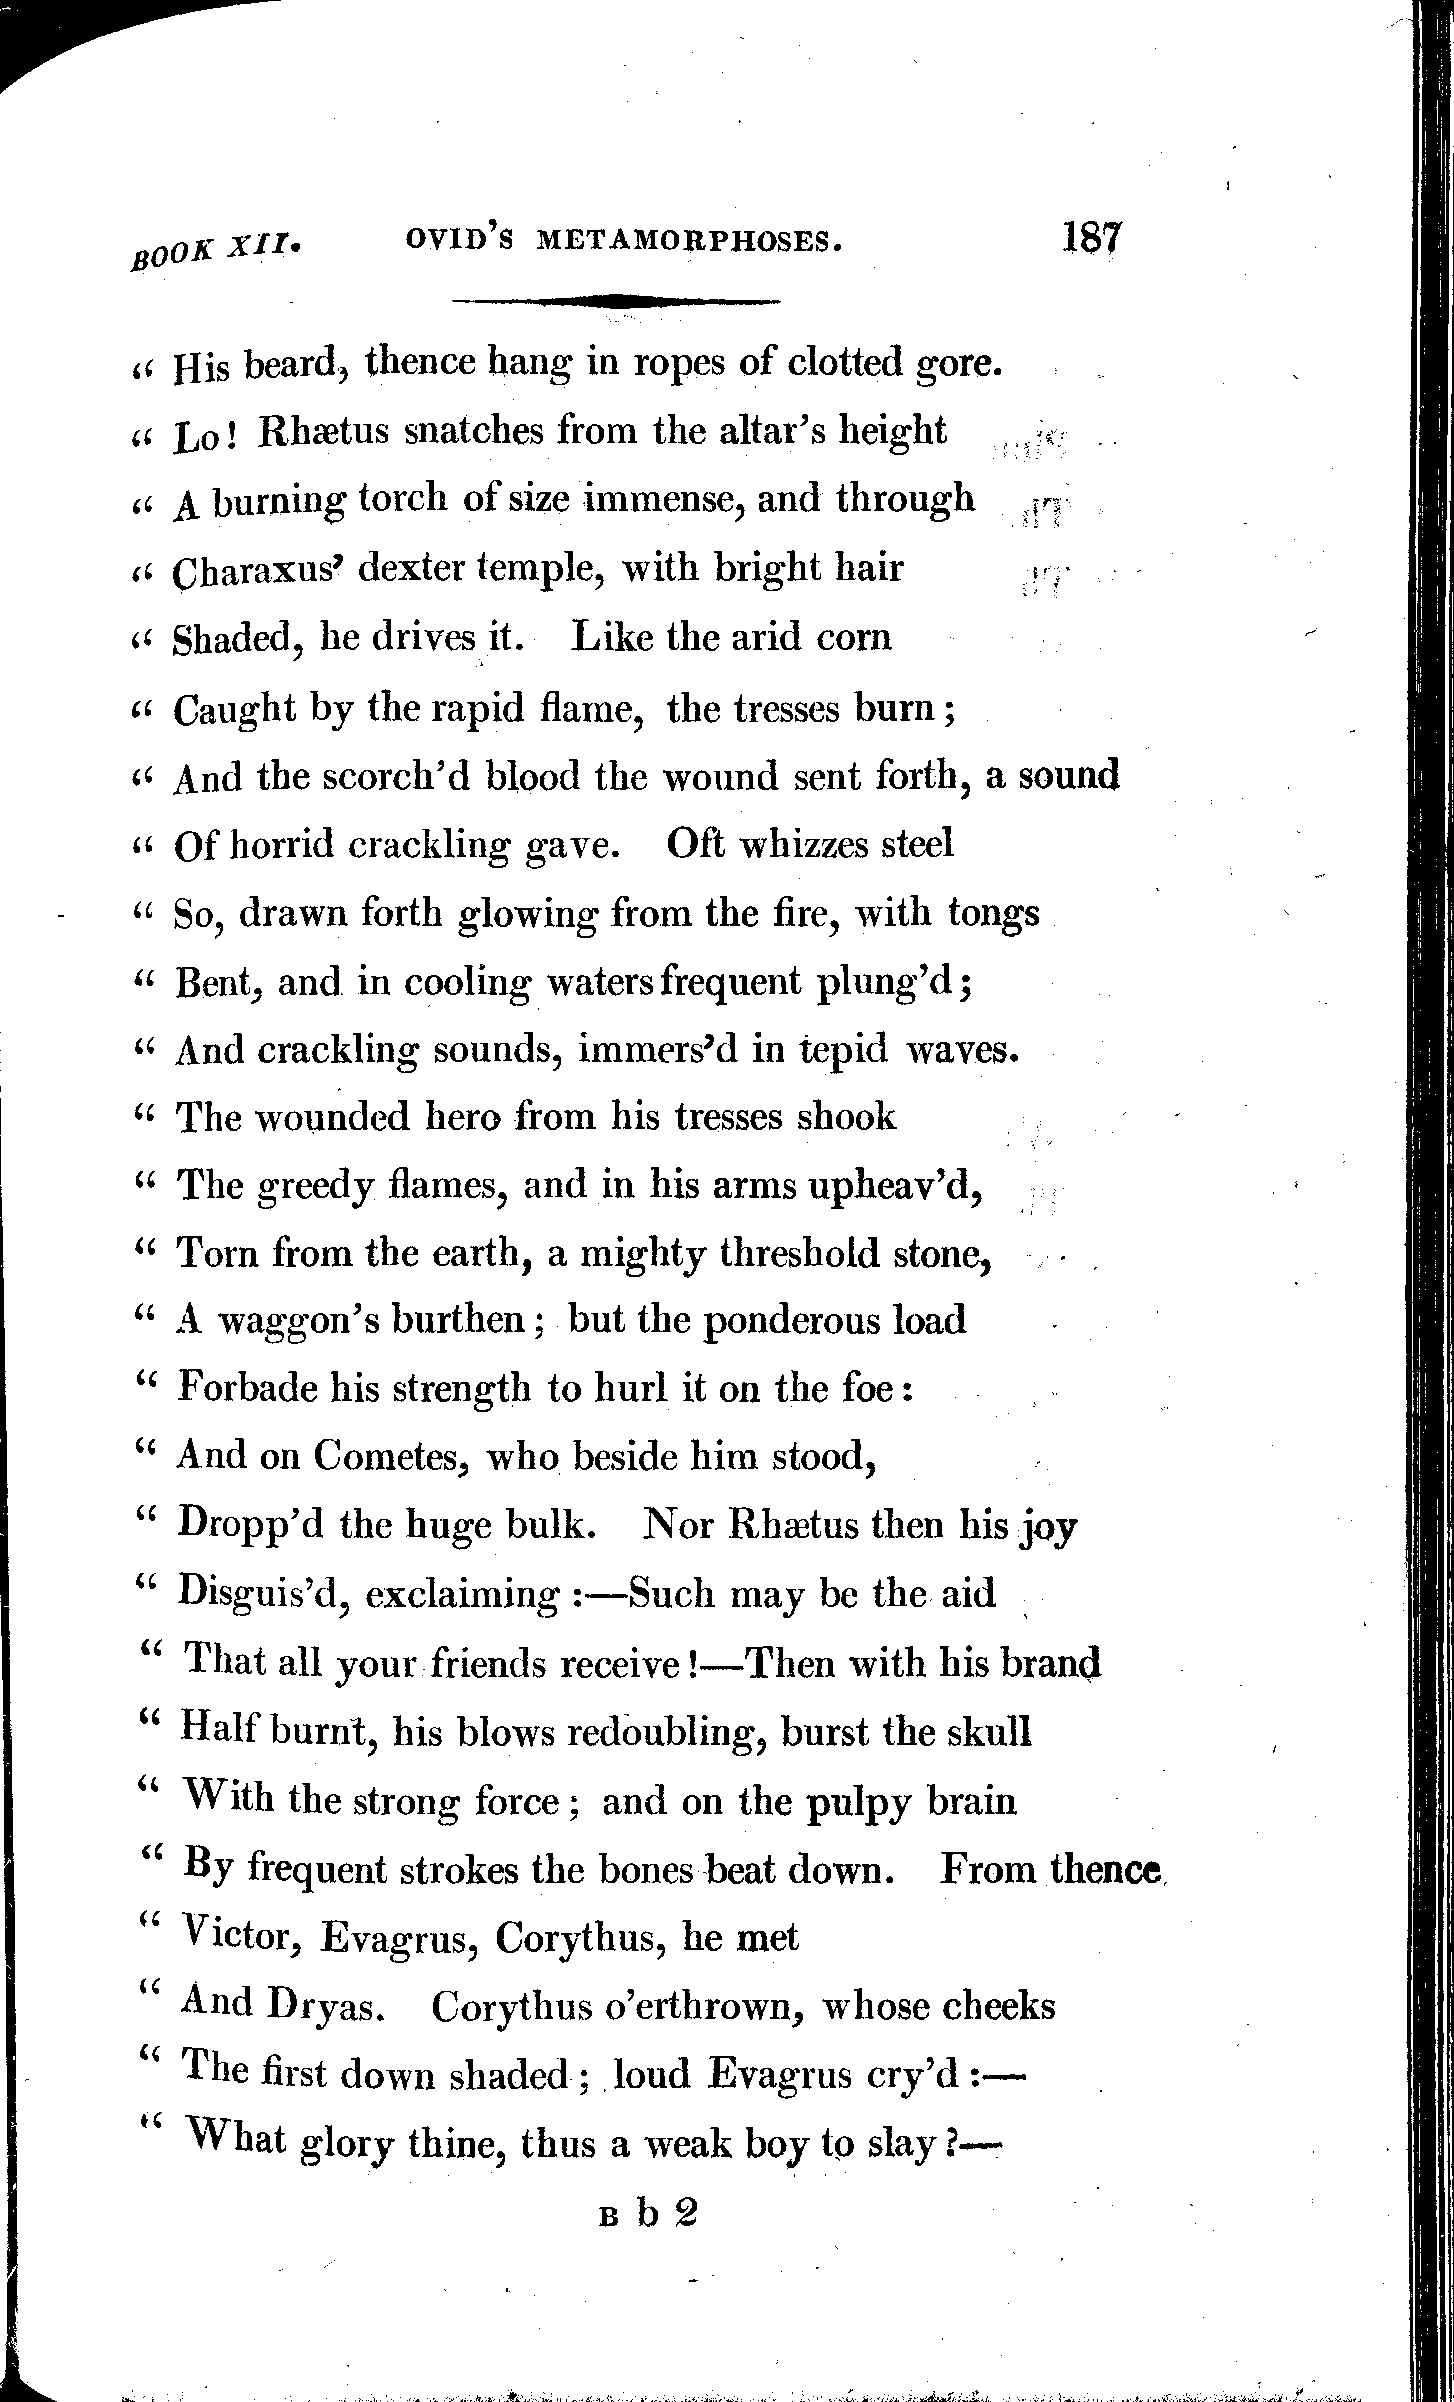 BOOK XII. OVID'S METAMORPHOSES. 187
“ His beard, thence hang in ropes of clotted gore.
“ Lo! Rhætus snatches from the altar's height
“ A burning torch of size immense, and through
“ Charaxus' dexter temple, with bright hair
“ Shaded, he drives it. Like the arid corn
“ Caught by the rapid flame, the tresses burn;
“ And the scorch'd blood the wound sent forth, a sound
“ Of horrid crackling gave. Oft whizzes steel
“ So, drawn forth glowing from the fire, with tongs
“ Bent, and in cooling waters frequent plung'd;
“ And crackling sounds, immers'd in tepid waves.
“ The wounded hero from his tresses shook
“ The greedy flames, and in his arms upheav'd,
“ Torn from the earth, a mighty threshold stone,
“ A waggon's burthen; but the ponderous load
“ Forbade his strength to hurl it on the foe:
“ And on Cometes, who beside him stood,
“ Dropp'd the huge bulk. Nor Rhætus then his joy
“ Disguis'd, exclaiming:—Such may be the aid
“ That all your friends receive!—Then with his brand
“ Half burnt, his blows redoubling, burst the skull
“ With the strong force; and on the pulpy brain
“ By frequent strokes the bones beat down. From thence
“ Victor, Evagrus, Corythus, he met
“ And Dryas. Corythus o'erthrown, whose cheeks
“ The first down shaded; loud Evagrus cry'd:—
“ What glory thine, thus a weak boy to slay?—
B b 2